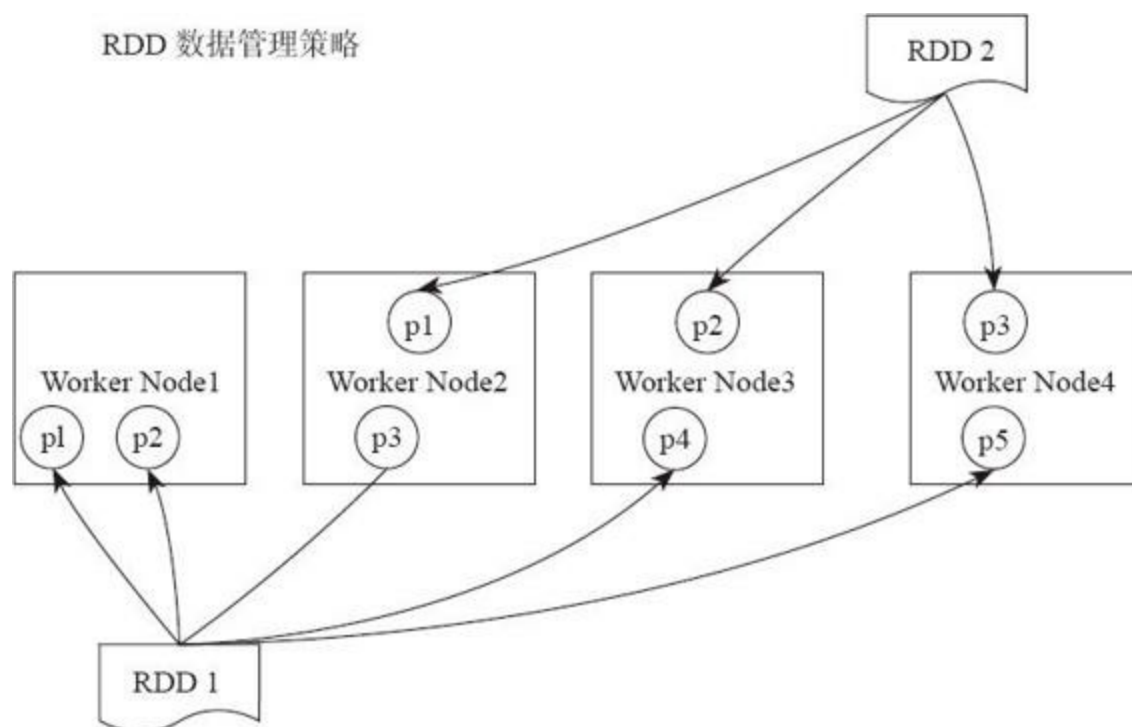 RDD 数据管理策略
RDD 2
p1
p2
p3
Worker Node1
Worker Node2
Worker Node3
Worker Node4
pl
p2
p3
p4
p5
RDD 1